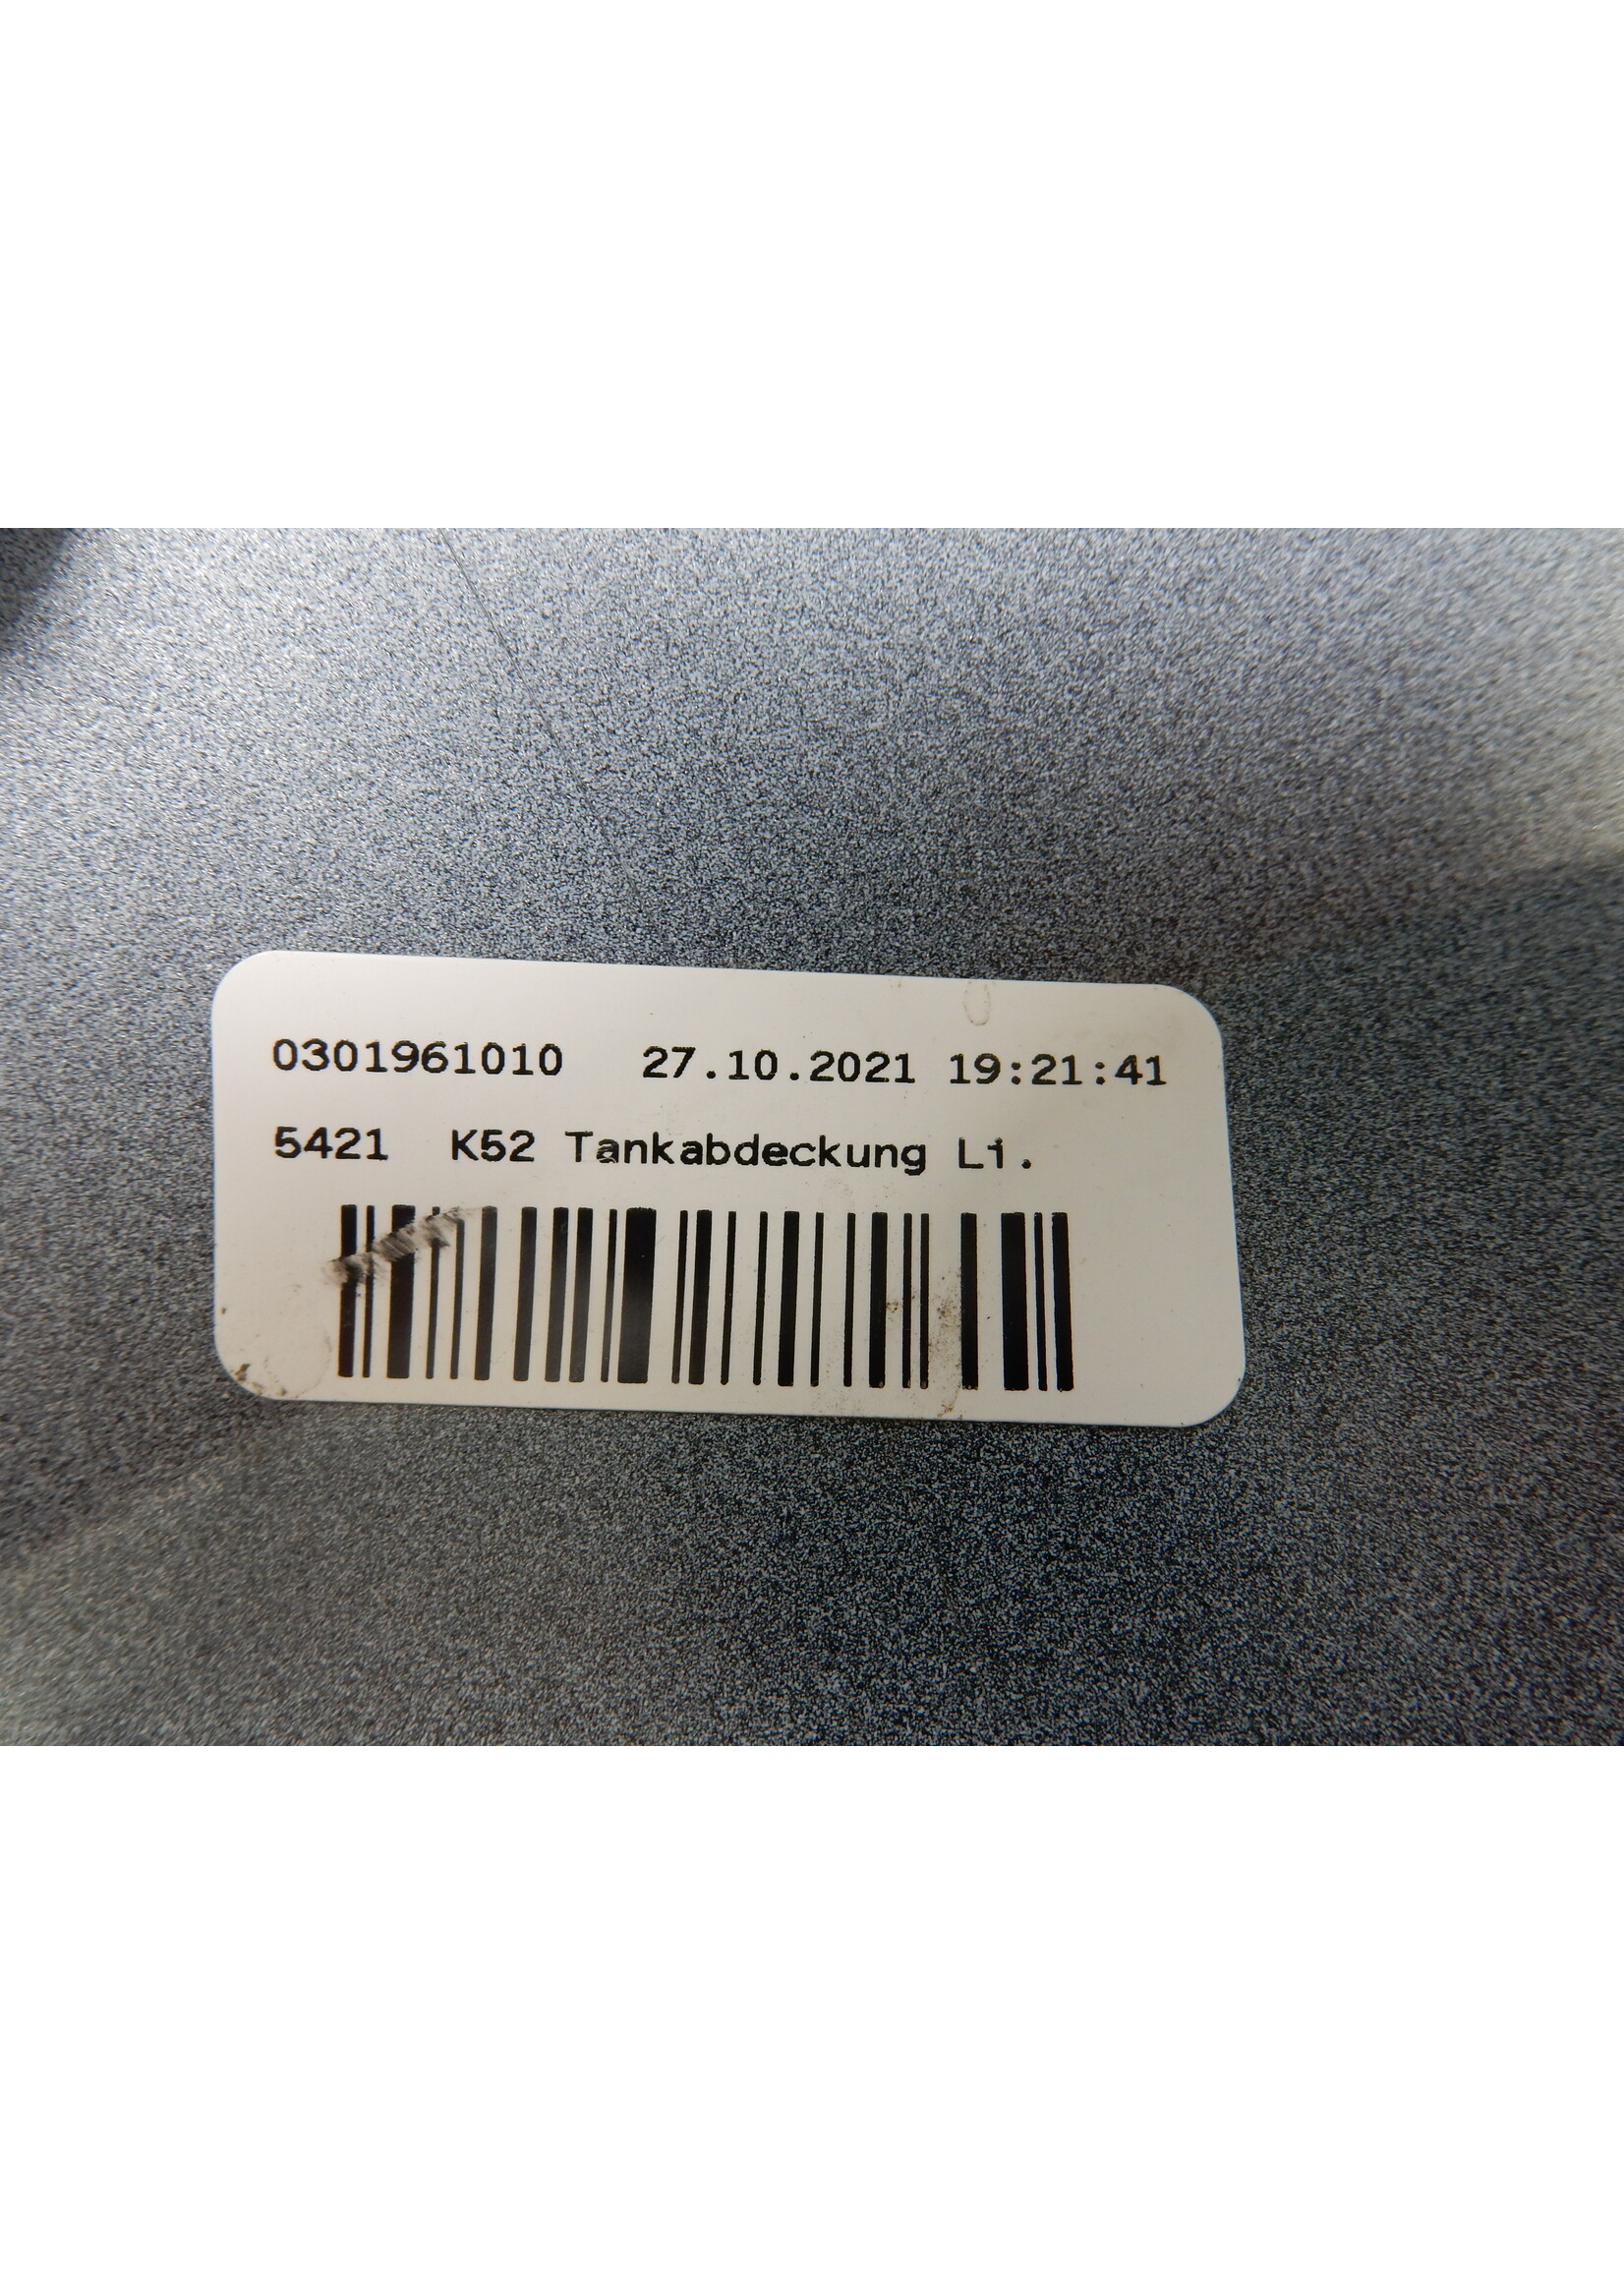 0301961010 27.10.2021 19:21:41
5421 K52 Tankabdeckung Li.